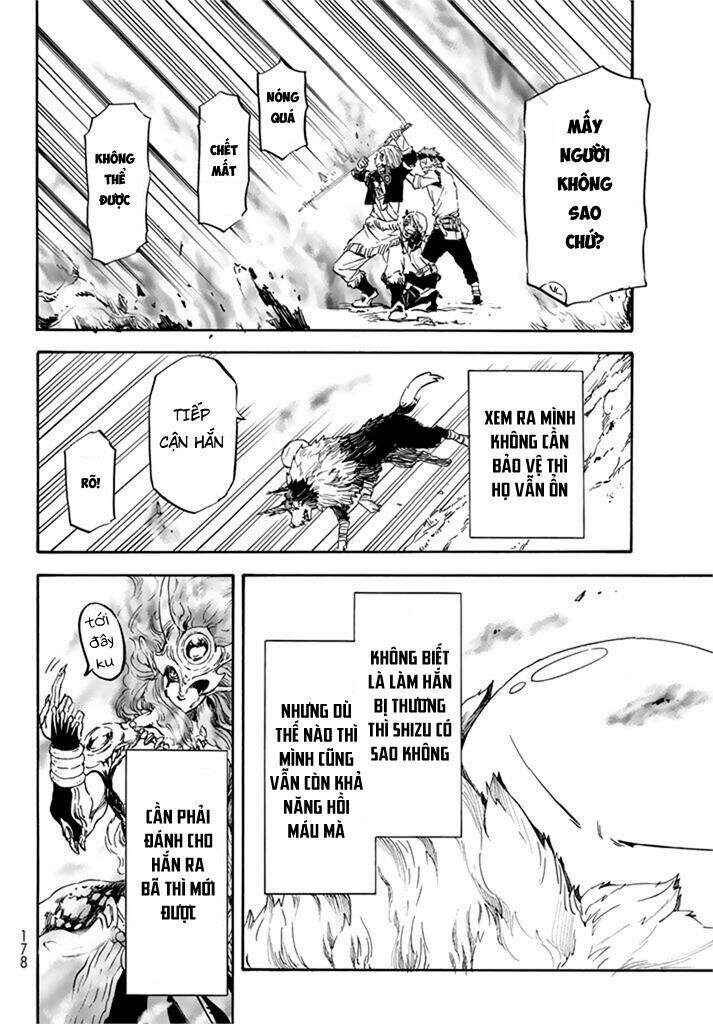 MẤY
NGƯỜI
KHÔNG
SAO
CHỨ?
NÓNG
QUÁ
CHẾT
MẤT
KHÔNG
THỂ
ĐƯỢC
XEM RA MÌNH
KHÔNG CẦN
BẢO VỆ THÌ
HỌ VẪN ỔN
TIẾP
CẬN HẮN
RÕ!
KHÔNG BIẾT
LÀ LÀM HẮN
BỊ THƯƠNG
THÌ SHIZU CÓ
SAO KHÔNG
NHƯNG DÙ
THẾ NÀO THÌ
MÌNH CŨNG
VẪN CÒN KHẢ
NĂNG HỒI
MÁU MÀ
tới
đây
ku
CẦN PHẢI
ĐÁNH CHO
HẮN RA
BÃ THÌ MỚI
ĐƯỢC
178